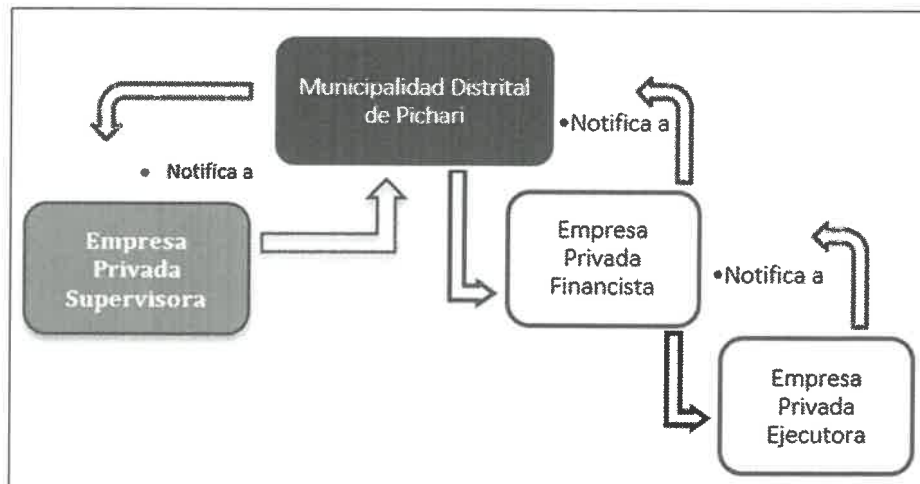 Municipalidad Distrital
de Pichari
•Notifica a
• Notifica a
Empresa
Privada
Supervisora
Empresa
Privada
Financista
•Notifica a
Empresa
Privada
Ejecutora